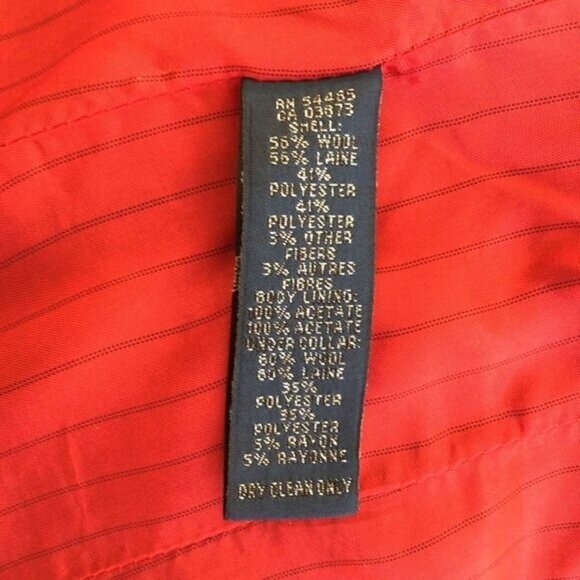 RN 54485
CA 03873
SHELL:
56% WOOL
56% LAINE
41%
POLYESTER
41%
POLYESTER
3% OTHER
FIBERS
3% AUTRES
FIBRES
BODY LINING:
100% ACETATE
100% ACETATE
UNDER COLLAR:
60% WOOL
60% LAINE
35%
POLYESTER
35%
POLYESTER
5% RAYON
5% RAYONNE
DRY CLEAN ONLY